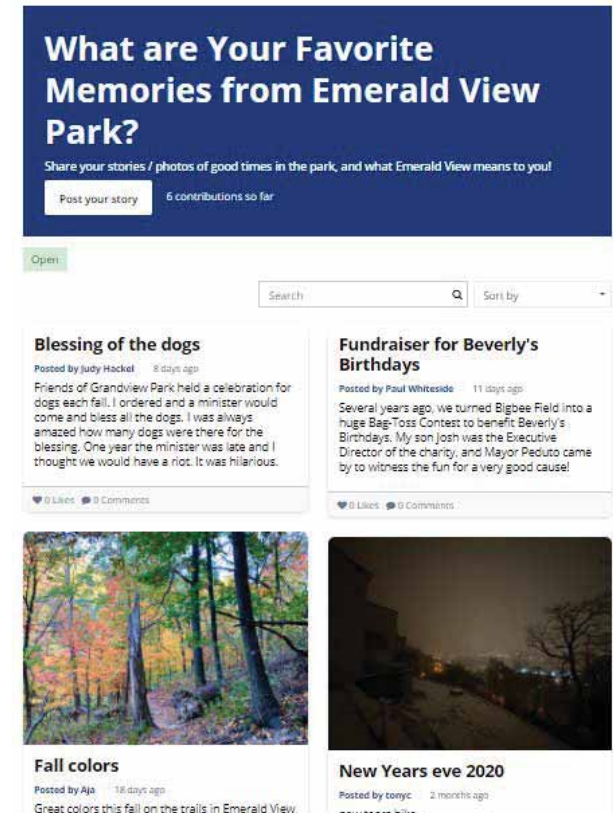 What are Your Favorite
Memories from Emerald View
Park?
Share your stories / photos of good times in the park, and what Emerald View means to you!
Post your story
6 contributions so far
Open
Search
Sort by
Blessing of the dogs
Posted by Judy Hackel 8 days ago
Friends of Grandview Park held a celebration for
dogs each fall. I ordered and a minister would
come and bless all the dogs. I was always
amazed how many dogs were there for the
blessing. One year the minister was late and I
thought we would have a riot. It was hilarious.
0 Likes 0 Comments
Fundraiser for Beverly's
Birthdays
Posted by Paul Whiteside 11 days ago
Several years ago, we turned Bigbee Field into a
huge Bag-Toss Contest to benefit Beverly's
Birthdays. My son Josh was the Executive
Director of the charity, and Mayor Peduto came
by to witness the fun for a very good cause!
0 Likes 0 Comments
Fall colors
Posted by Aja 18 days ago
Great colors this fall on the trails in Emerald View
New Years eve 2020
Posted by tonyc 2 months ago